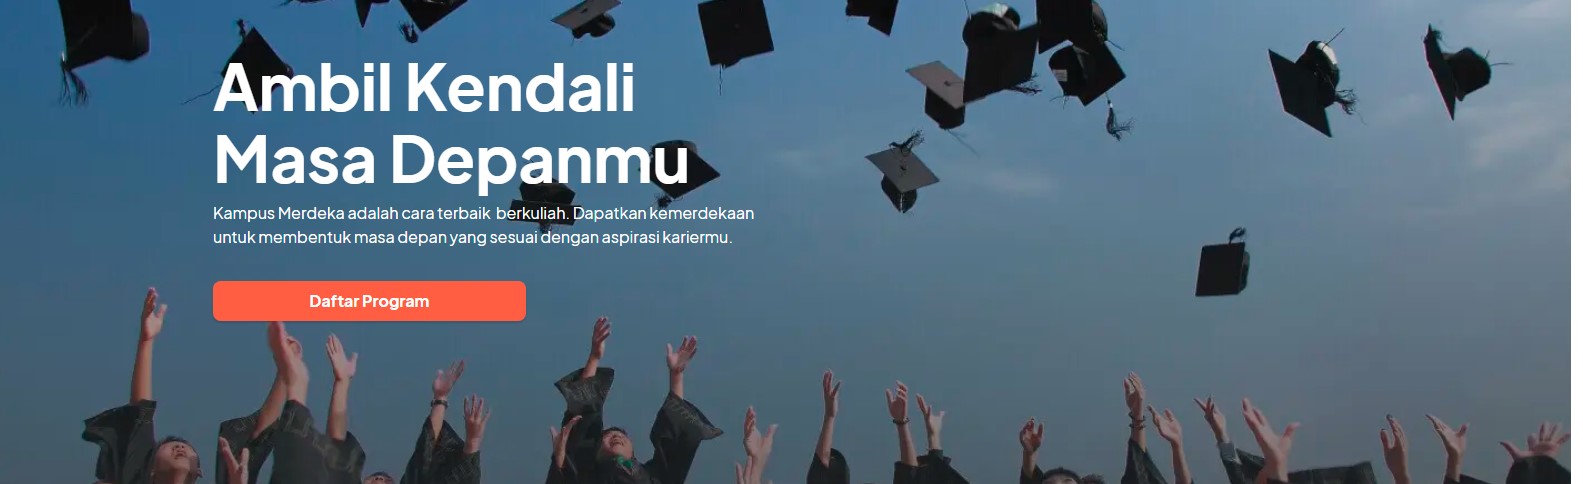 Ambil Kendali
Masa Depanmu
Kampus Merdeka adalah cara terbaik berkuliah. Dapatkan kemerdekaan
untuk membentuk masa depan yang sesuai dengan aspirasi kariermu.
Daftar Program